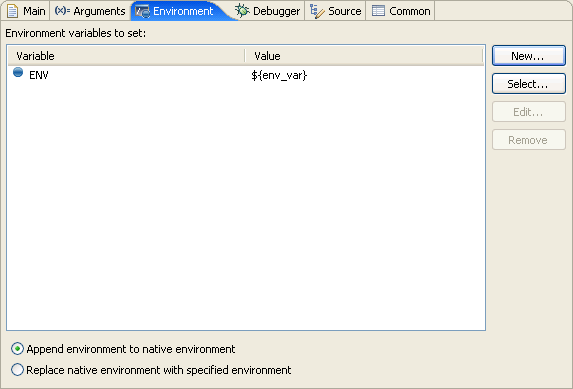 Main (x)= Arguments Environment Debugger Source Common
Environment variables to set:
Variable Value New...
ENV ${env_var}
Select...
Edit...
Remove
Append environment to native environment
Replace native environment with specified environment